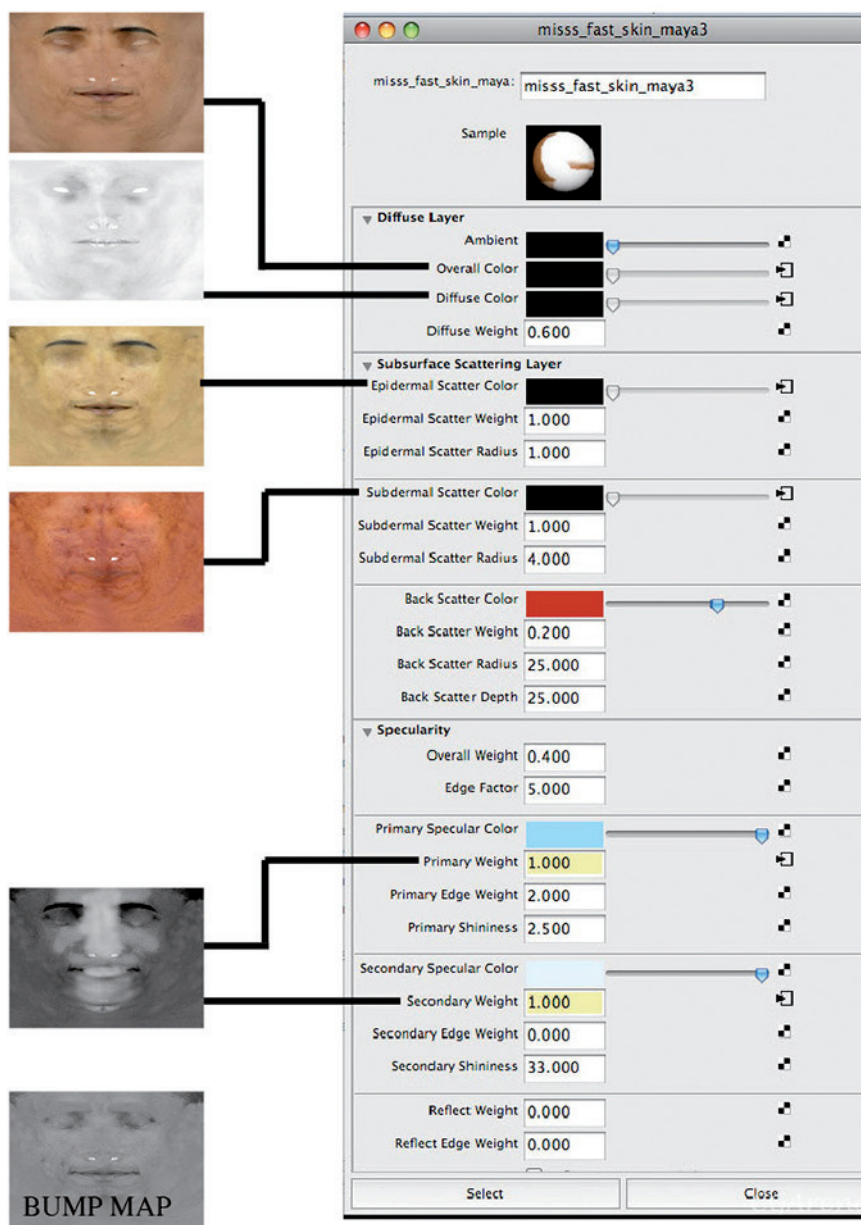 misss_fast_skin_maya3
misss_fast_skin_maya: misss_fast_skin_maya3
Sample
Diffuse Layer
Ambient
Overall Color
Diffuse Color
Diffuse Weight 0.600
Subsurface Scattering Layer
Epidermal Scatter Color
Epidermal Scatter Weight 1.000
Epidermal Scatter Radius 1.000
Subdermal Scatter Color
Subdermal Scatter Weight 1.000
Subdermal Scatter Radius 4.000
Back Scatter Color
Back Scatter Weight 0.200
Back Scatter Radius 25.000
Back Scatter Depth 25.000
Specularity
Overall Weight 0.400
Edge Factor 5.000
Primary Specular Color
Primary Weight 1.000
Primary Edge Weight 2.000
Primary Shininess 2.500
Secondary Specular Color
Secondary Weight 1.000
Secondary Edge Weight 0.000
Secondary Shininess 33.000
Reflect Weight 0.000
Reflect Edge Weight 0.000
Select Close
BUMP MAP